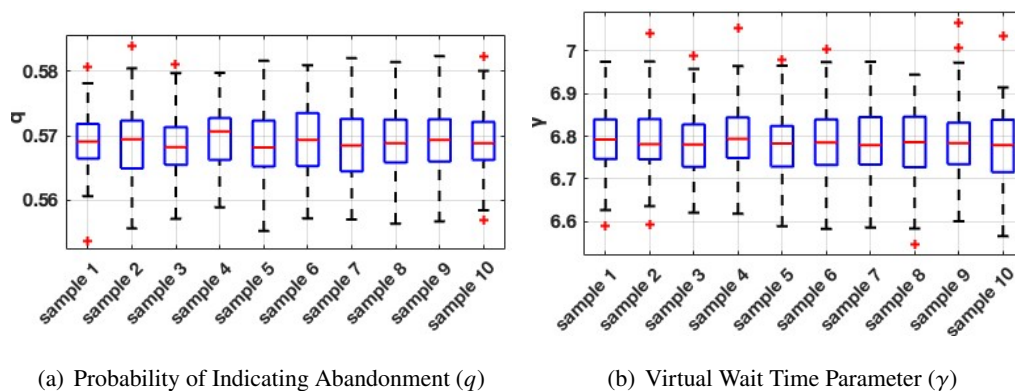 0.58
0.57
0.56
q
sample 1
sample 2
sample 3
sample 4
sample 5
sample 6
sample 7
sample 8
sample 9
sample 10
(a) Probability of Indicating Abandonment (q)
7
6.9
6.8
6.7
6.6
γ
sample 1
sample 2
sample 3
sample 4
sample 5
sample 6
sample 7
sample 8
sample 9
sample 10
(b) Virtual Wait Time Parameter (γ)